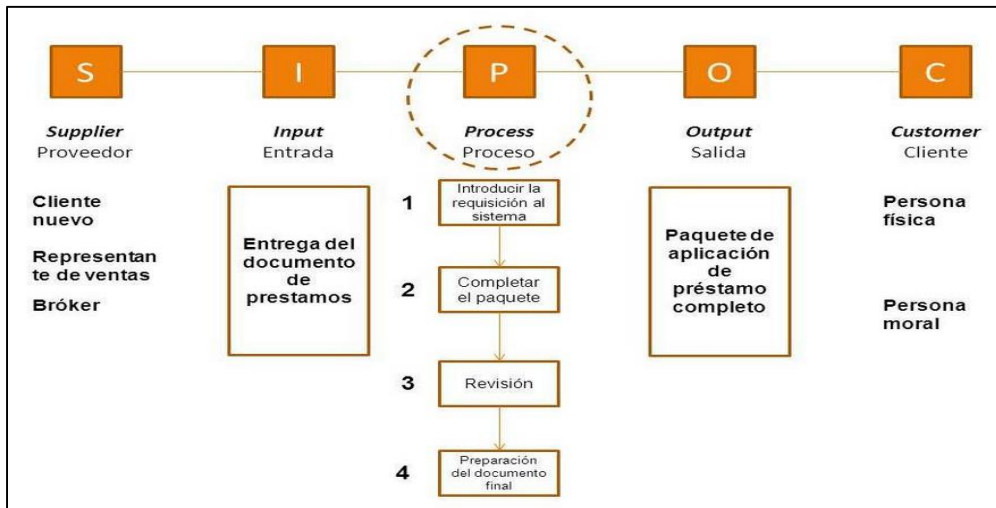 S
I
P
O
C
Supplier
Proveedor
Input
Entrada
Process
Proceso
Output
Salida
Customer
Cliente
Cliente
nuevo
Representan
te de ventas
Bróker
Entrega del
documento
de
prestamos
1
Introducir la
requisición al
sistema
2
Completar
el paquete
3
Revisión
4
Preparación
del documento
final
Paquete de
aplicación
de
préstamo
completo
Persona
física
Persona
moral